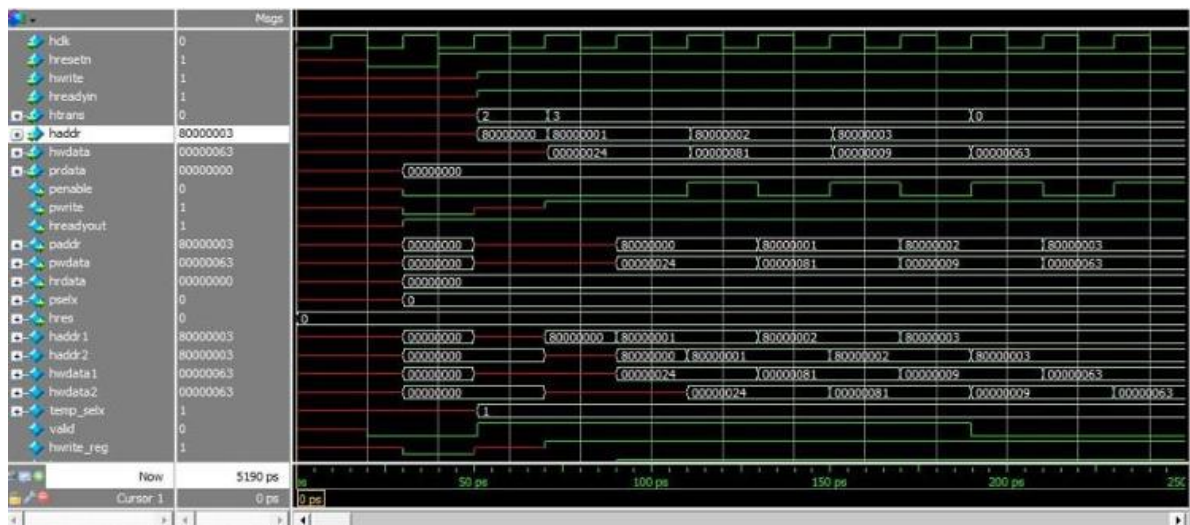 Msgs
hclk 0
hresetn 1
hwrite 1
hreadyin 1
htrans 0 2 3 0
haddr 80000003 80000000 80000001 80000002 80000003
hwdata 00000063 00000024 00000081 00000009 00000063
prdata 00000000 00000000
penable 0
pwrite 1
hreadyout 1
paddr 80000003 00000000 80000000 80000001 80000002 80000003
pwdata 00000063 00000000 00000024 00000081 00000009 00000063
hrdata 00000000 00000000
pselx 0 0
hres 0 0
haddr1 80000003 00000000 80000000 80000001 80000002 80000003
haddr2 80000003 00000000 80000000 80000001 80000002 80000003
hwdata1 00000063 00000000 00000024 00000081 00000009 00000063
hwdata2 00000063 00000000 00000024 00000081 00000009 00000063
temp_selx 1 1
valid 0
hwrite_reg 1
Now 5190 ps ps 50 ps 100 ps 150 ps 200 ps 250
Cursor 1 0 ps 0 ps